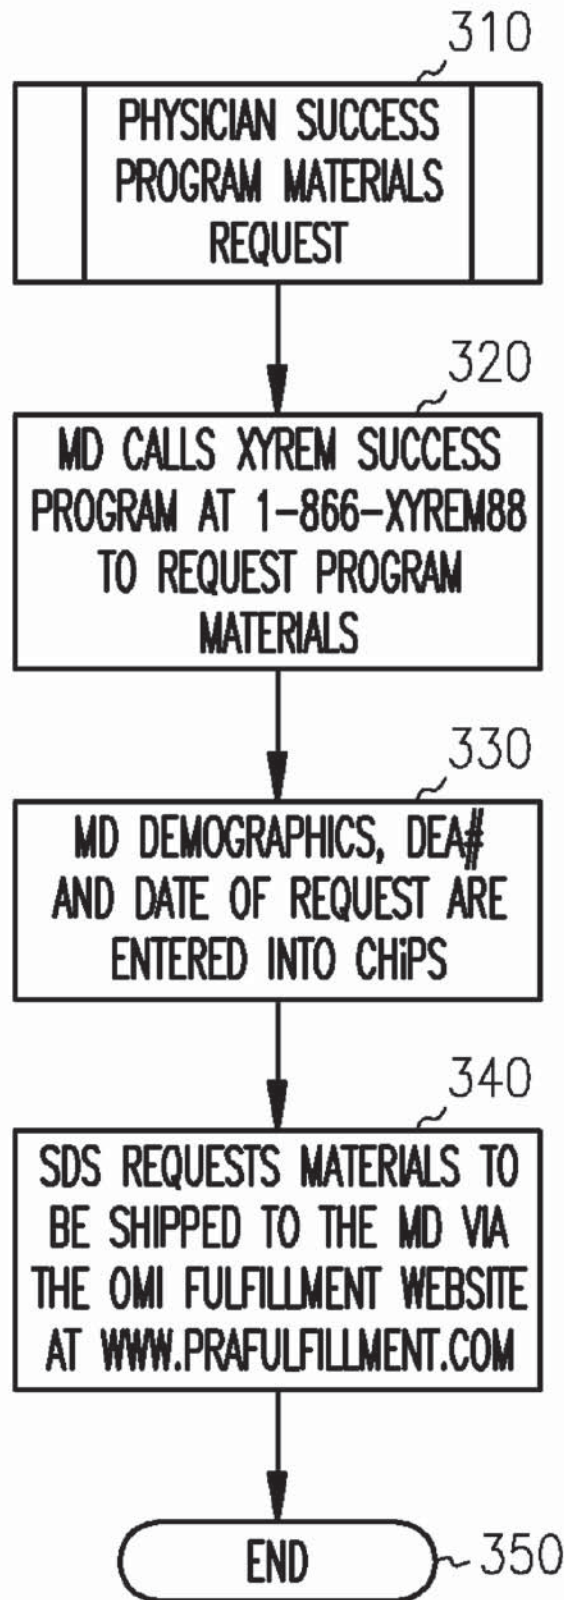 310
PHYSICIAN SUCCESS
PROGRAM MATERIALS
REQUEST
320
MD CALLS XYREM SUCCESS
PROGRAM AT 1-866-XYREM88
TO REQUEST PROGRAM
MATERIALS
330
MD DEMOGRAPHICS, DEA#
AND DATE OF REQUEST ARE
ENTERED INTO CHiPS
340
SDS REQUESTS MATERIALS TO
BE SHIPPED TO THE MD VIA
THE OMI FULFILLMENT WEBSITE
AT WWW.PRAFULFILLMENT.COM
END
350